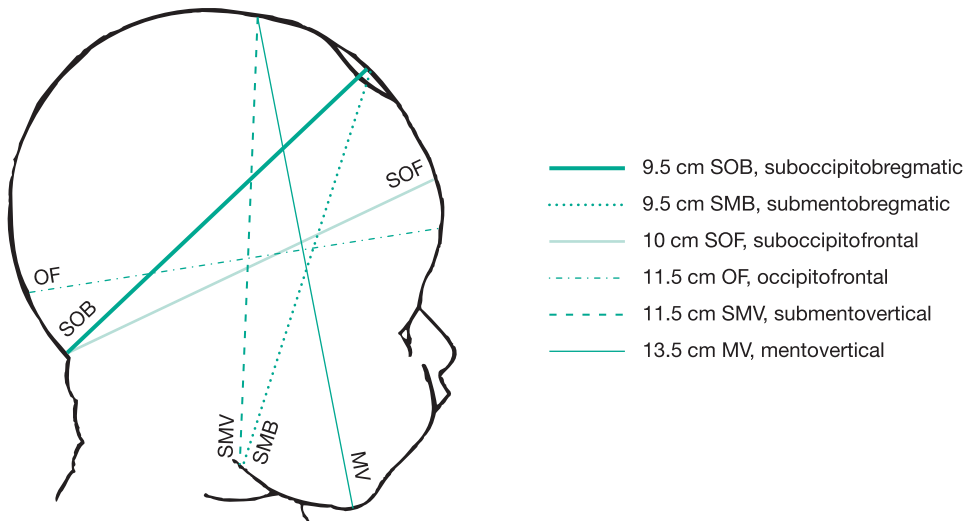 SOF
OF
SOB
SMV
SMB
MV
9.5 cm SOB, suboccipitobregmatic
9.5 cm SMB, submentobregmatic
10 cm SOF, suboccipitofrontal
11.5 cm OF, occipitofrontal
11.5 cm SMV, submentovertical
13.5 cm MV, mentovertical